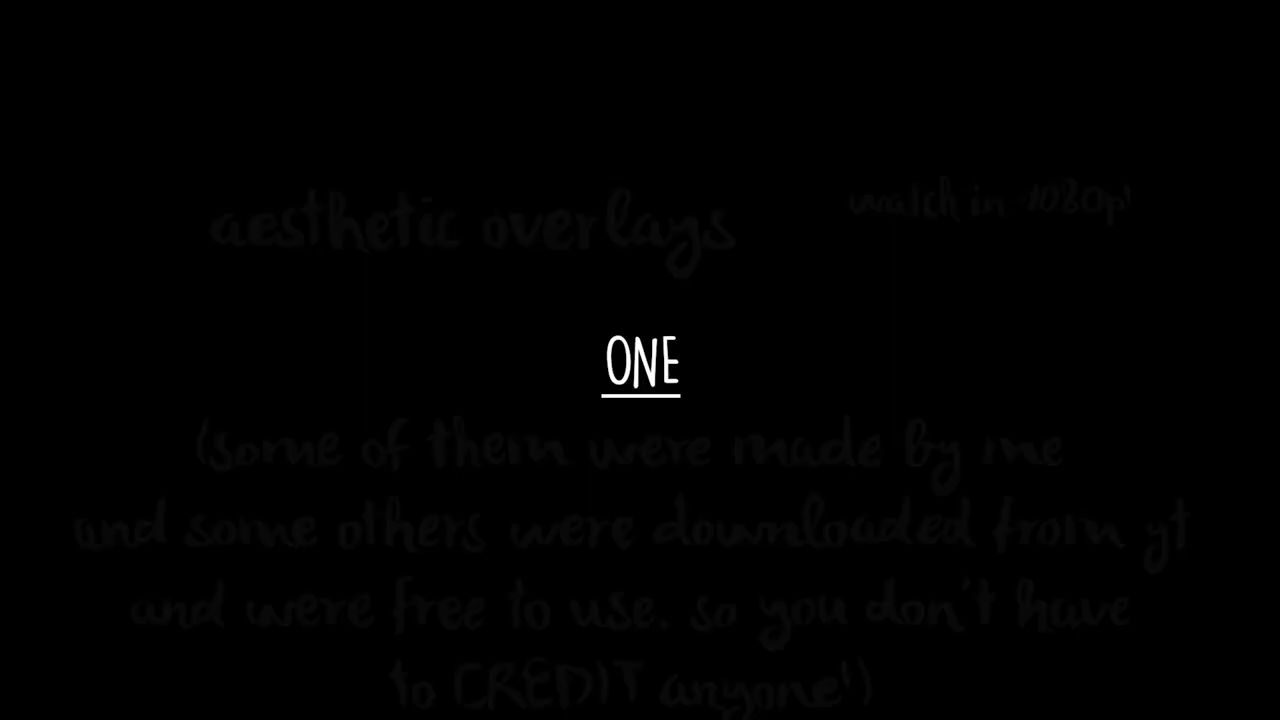 aesthetic overlays
watch in 1080p!
ONE
(some of them were made by me
and some others were downloaded from yt
and were free to use. so you don't have
to CREDIT anyone!)